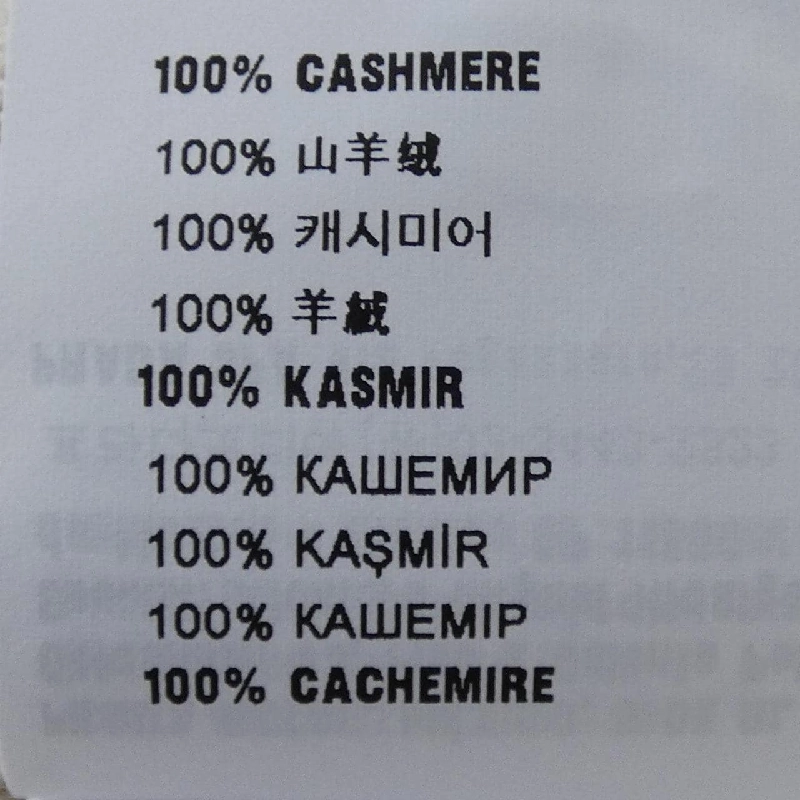 100% CASHMERE
100% 山羊绒
100% 캐시미어
100% 羊絨
100% KASMIR
100% КАШЕМИР
100% KAŞMİR
100% КАШЕМІР
100% CACHEMIRE